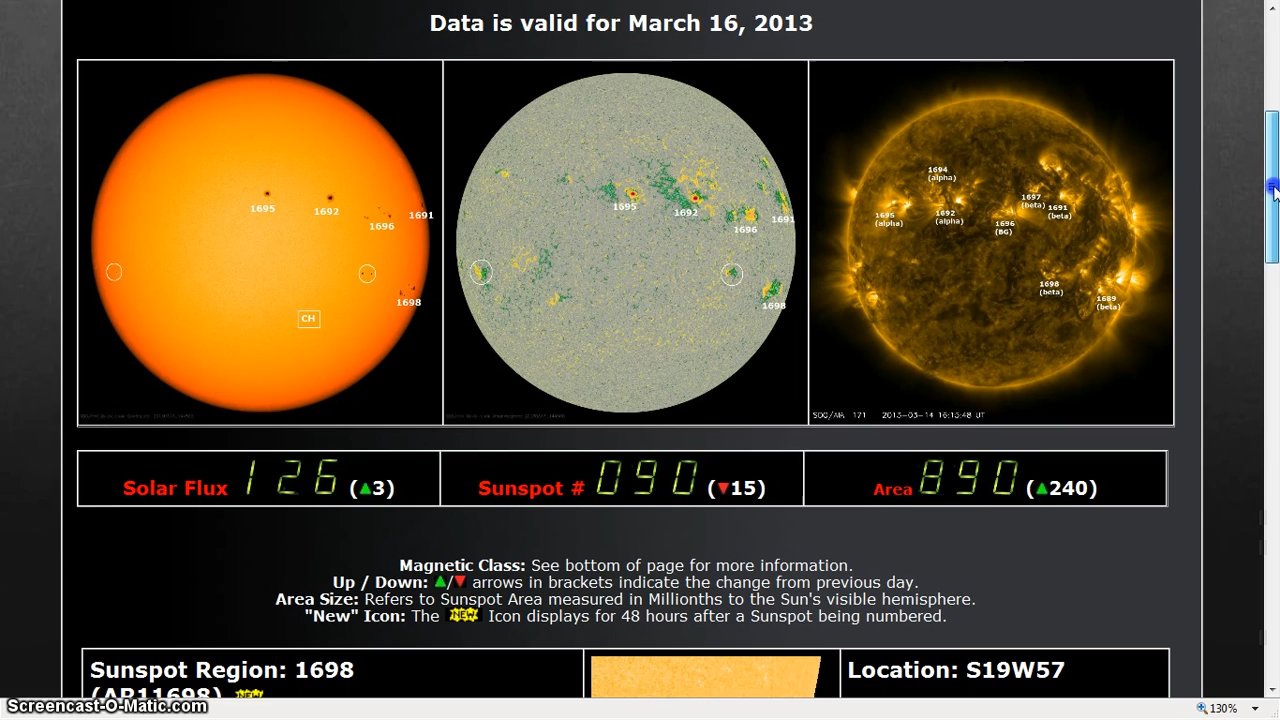 Data is valid for March 16, 2013
1695
1692
1691
1696
1698
CH
1695
1692
1691
1696
1698
1694
(alpha)
1697
(beta)
1691
(beta)
1695
(alpha)
1692
(alpha)
1696
(BG)
1698
(beta)
1689
(beta)
SDO/AIA 171 2013-03-14 16:13:48 UT
Solar Flux 126 (▲3)
Sunspot # 090 (▼15)
Area 890 (▲240)
Magnetic Class: See bottom of page for more information.
Up / Down: ▲/▼ arrows in brackets indicate the change from previous day.
Area Size: Refers to Sunspot Area measured in Millionths to the Sun's visible hemisphere.
"New" Icon: The NEW Icon displays for 48 hours after a Sunspot being numbered.
Sunspot Region: 1698
(AR11698) NEW
Location: S19W57
Screencast-O-Matic.com
130%